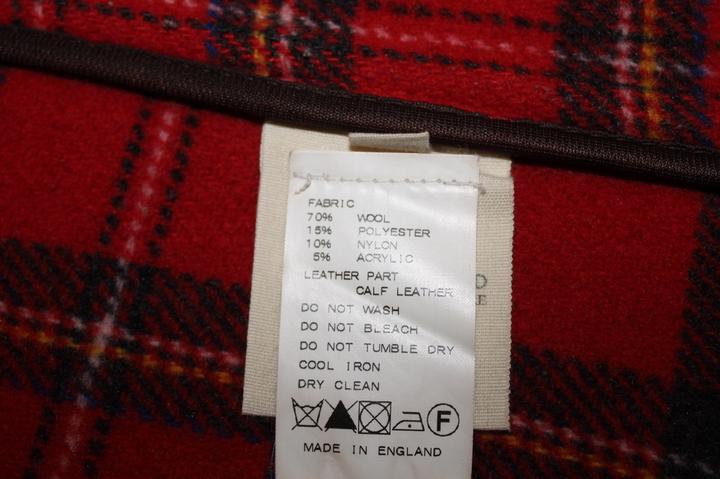 FABRIC
70% WOOL
15% POLYESTER
10% NYLON
5% ACRYLIC
LEATHER PART
CALF LEATHER
DO NOT WASH
DO NOT BLEACH
DO NOT TUMBLE DRY
COOL IRON
DRY CLEAN
F
MADE IN ENGLAND